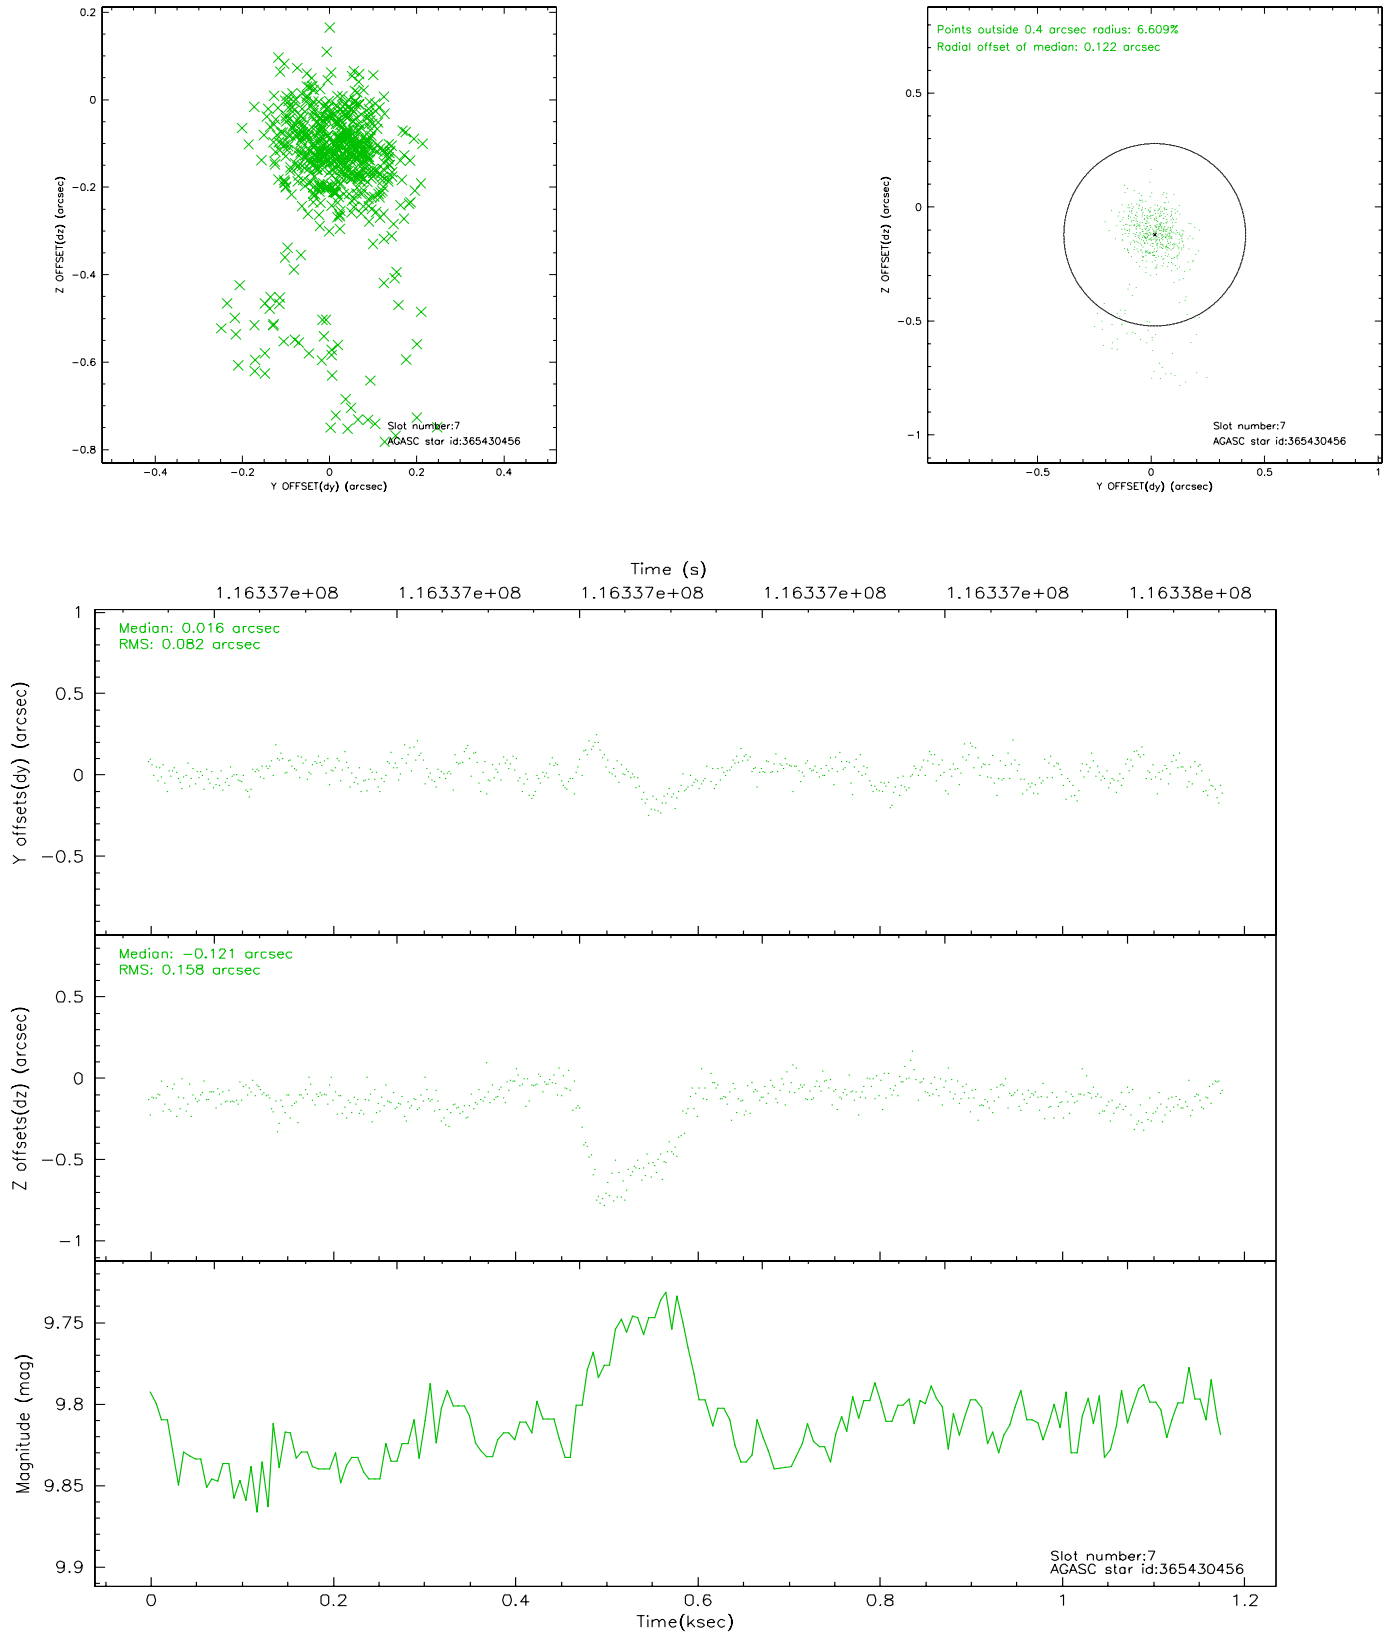 0.2
0
−0.2
−0.4
−0.6
−0.8
Z OFFSET(dz) (arcsec)
−0.4
−0.2
0
0.2
0.4
Y OFFSET(dy) (arcsec)
Slot number:7
AGASC star id:365430456
Points outside 0.4 arcsec radius: 6.609%
Radial offset of median: 0.122 arcsec
0.5
0
−0.5
−1
Z OFFSET(dz) (arcsec)
−0.5
0
0.5
1
Y OFFSET(dy) (arcsec)
Slot number:7
AGASC star id:365430456
Time (s)
1.16337e+08
1.16337e+08
1.16337e+08
1.16337e+08
1.16337e+08
1.16338e+08
Median: 0.016 arcsec
RMS: 0.082 arcsec
1
0.5
0
−0.5
Y offsets(dy) (arcsec)
Median: −0.121 arcsec
RMS: 0.158 arcsec
0.5
0
−0.5
−1
Z offsets(dz) (arcsec)
9.75
9.8
9.85
9.9
Magnitude (mag)
Slot number:7
AGASC star id:365430456
0
0.2
0.4
0.6
0.8
1
1.2
Time(ksec)